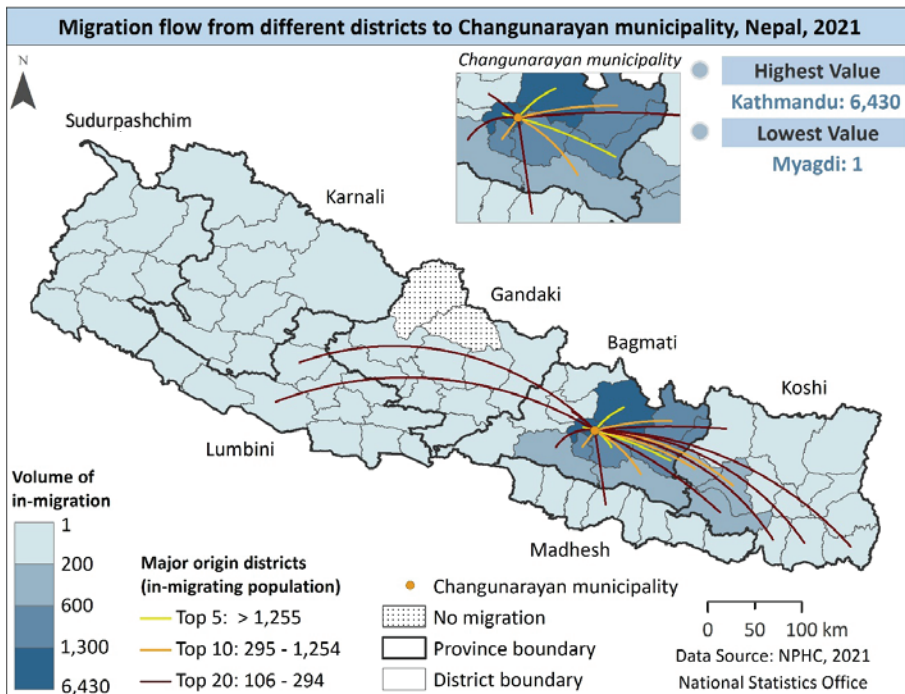 Migration flow from different districts to Changunarayan municipality, Nepal, 2021
N
Changunarayan municipality
Highest Value
Kathmandu: 6,430
Lowest Value
Myagdi: 1
Sudurpashchim
Karnali
Gandaki
Bagmati
Koshi
Lumbini
Madhesh
Volume of
in-migration
1
200
600
1,300
6,430
Major origin districts
(in-migrating population)
Top 5: > 1,255
Top 10: 295 - 1,254
Top 20: 106 - 294
Changunarayan municipality
No migration
Province boundary
District boundary
0 50 100 km
Data Source: NPHC, 2021
National Statistics Office